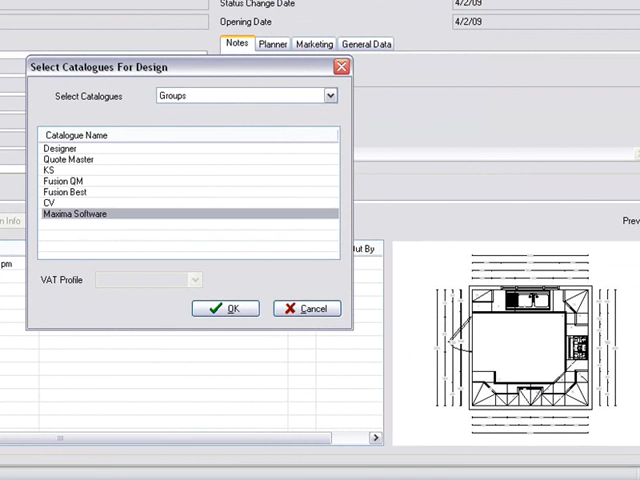 Status Change Date 4/2/09
Opening Date 4/2/09
Notes Planner Marketing General Data
Select Catalogues For Design
Select Catalogues Groups
Catalogue Name
Designer
Quote Master
KS
Fusion QM
Fusion Best
CV
Maxima Software
n Info
Prev
Out By
pm
VAT Profile
OK Cancel